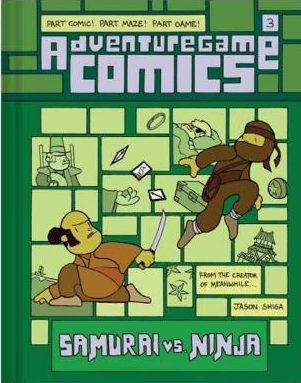 PART COMIC! PART MAZE! PART GAME!
3
ADVENTUREGAME
COMICS
FROM THE CREATOR
OF MEANWHILE...
JASON SHIGA
SAMURAI VS. NINJA